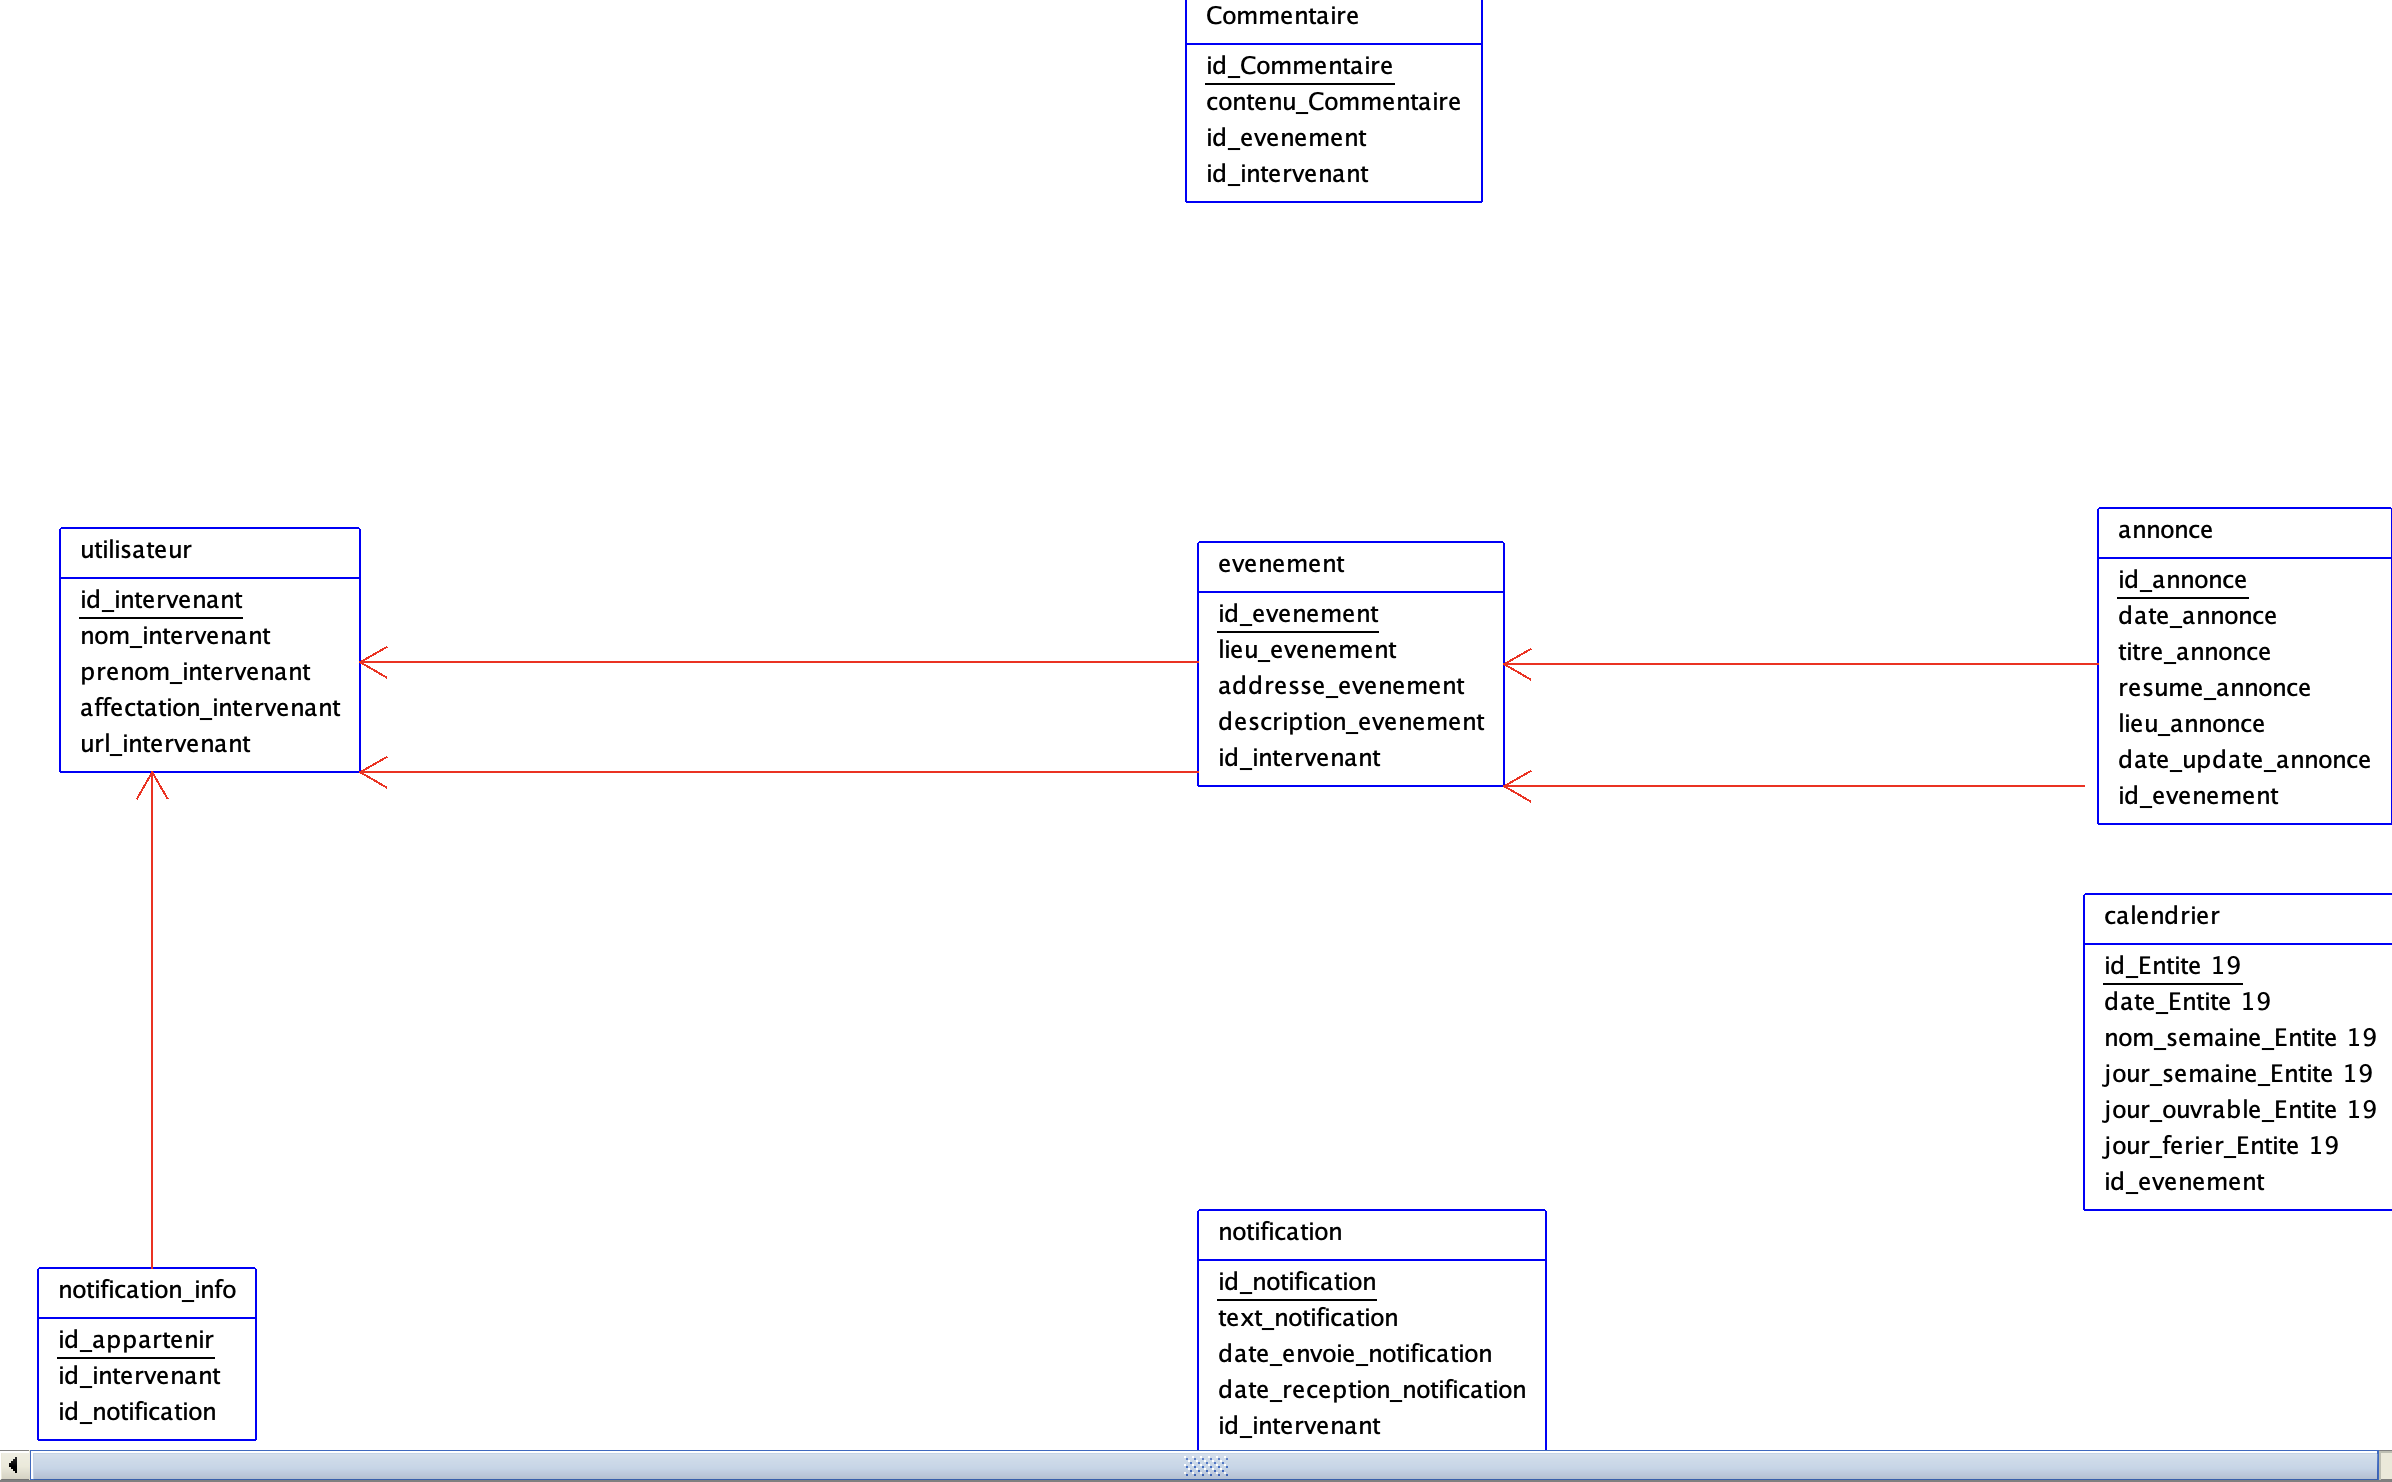 Commentaire
id_Commentaire
contenu_Commentaire
id_evenement
id_intervenant
utilisateur
id_intervenant
nom_intervenant
prenom_intervenant
affectation_intervenant
url_intervenant
evenement
id_evenement
lieu_evenement
addresse_evenement
description_evenement
id_intervenant
annonce
id_annonce
date_annonce
titre_annonce
resume_annonce
lieu_annonce
date_update_annonce
id_evenement
calendrier
id_Entite 19
date_Entite 19
nom_semaine_Entite 19
jour_semaine_Entite 19
jour_ouvrable_Entite 19
jour_ferier_Entite 19
id_evenement
notification_info
id_appartenir
id_intervenant
id_notification
notification
id_notification
text_notification
date_envoie_notification
date_reception_notification
id_intervenant